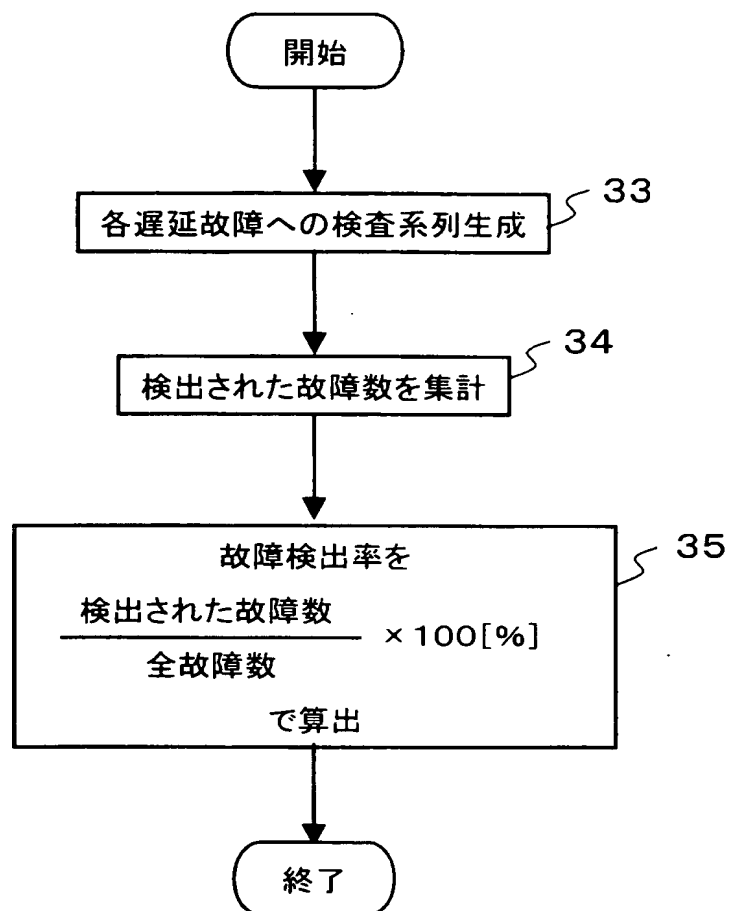 開始
33
各遅延故障への検査系列生成
34
検出された故障数を集計
35
故障検出率を
検出された故障数
全故障数
×100[%]
で算出
終了